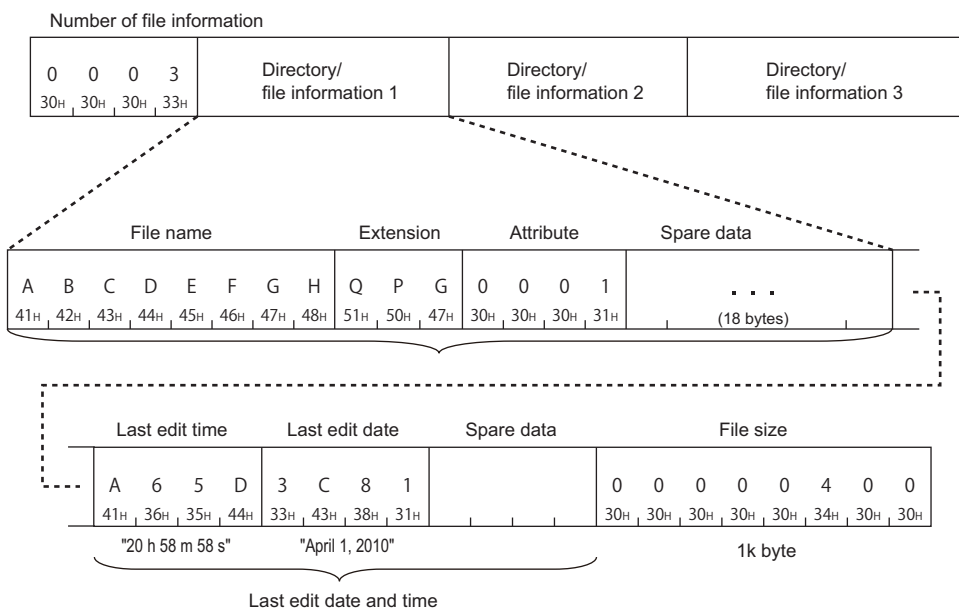 Number of file information
0 0 0 3
30H 30H 30H 33H
Directory/
file information 1
Directory/
file information 2
Directory/
file information 3
File name Extension Attribute Spare data
A B C D E F G H Q P G 0 0 0 1 . . .
41H 42H 43H 44H 45H 46H 47H 48H 51H 50H 47H 30H 30H 30H 31H (18 bytes)
Last edit time Last edit date Spare data File size
A 6 5 D 3 C 8 1 0 0 0 0 0 4 0 0
41H 36H 35H 44H 33H 43H 38H 31H 30H 30H 30H 30H 30H 34H 30H 30H
"20 h 58 m 58 s" "April 1, 2010" 1k byte
Last edit date and time